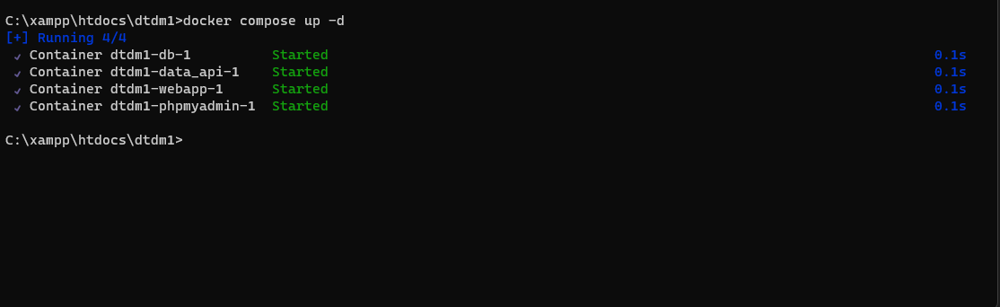 C:\xampp\htdocs\dtdm1>docker compose up -d
[+] Running 4/4
✓ Container dtdm1-db-1 Started 0.1s
✓ Container dtdm1-data_api-1 Started 0.1s
✓ Container dtdm1-webapp-1 Started 0.1s
✓ Container dtdm1-phpmyadmin-1 Started 0.1s
C:\xampp\htdocs\dtdm1>